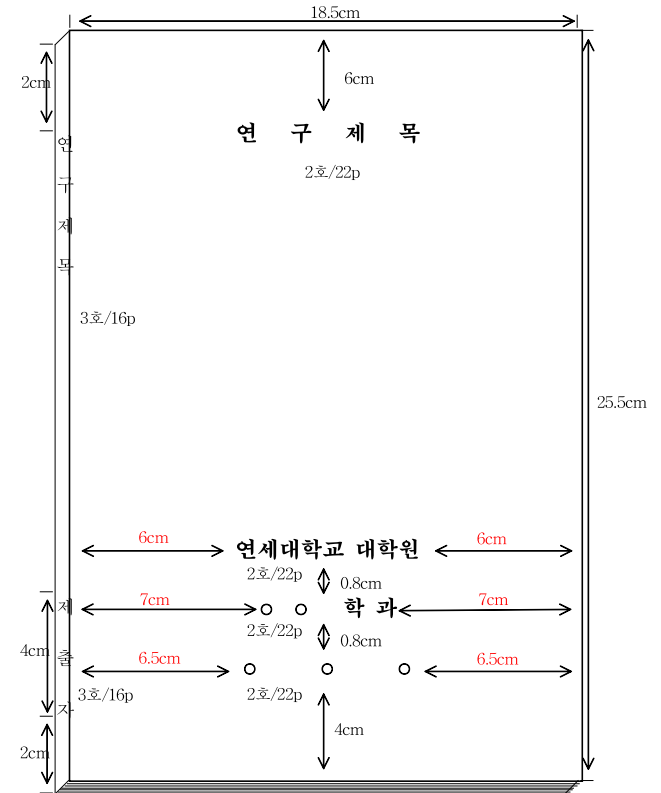 18.5cm
2cm
6cm
연 구 제 목
2호/22p
연
구
제
목
3호/16p
25.5cm
6cm
연세대학교 대학원
6cm
2호/22p
0.8cm
7cm
○ ○ 학 과
7cm
2호/22p
0.8cm
제
출
자
4cm
6.5cm
○ ○ ○
6.5cm
3호/16p
2호/22p
4cm
2cm